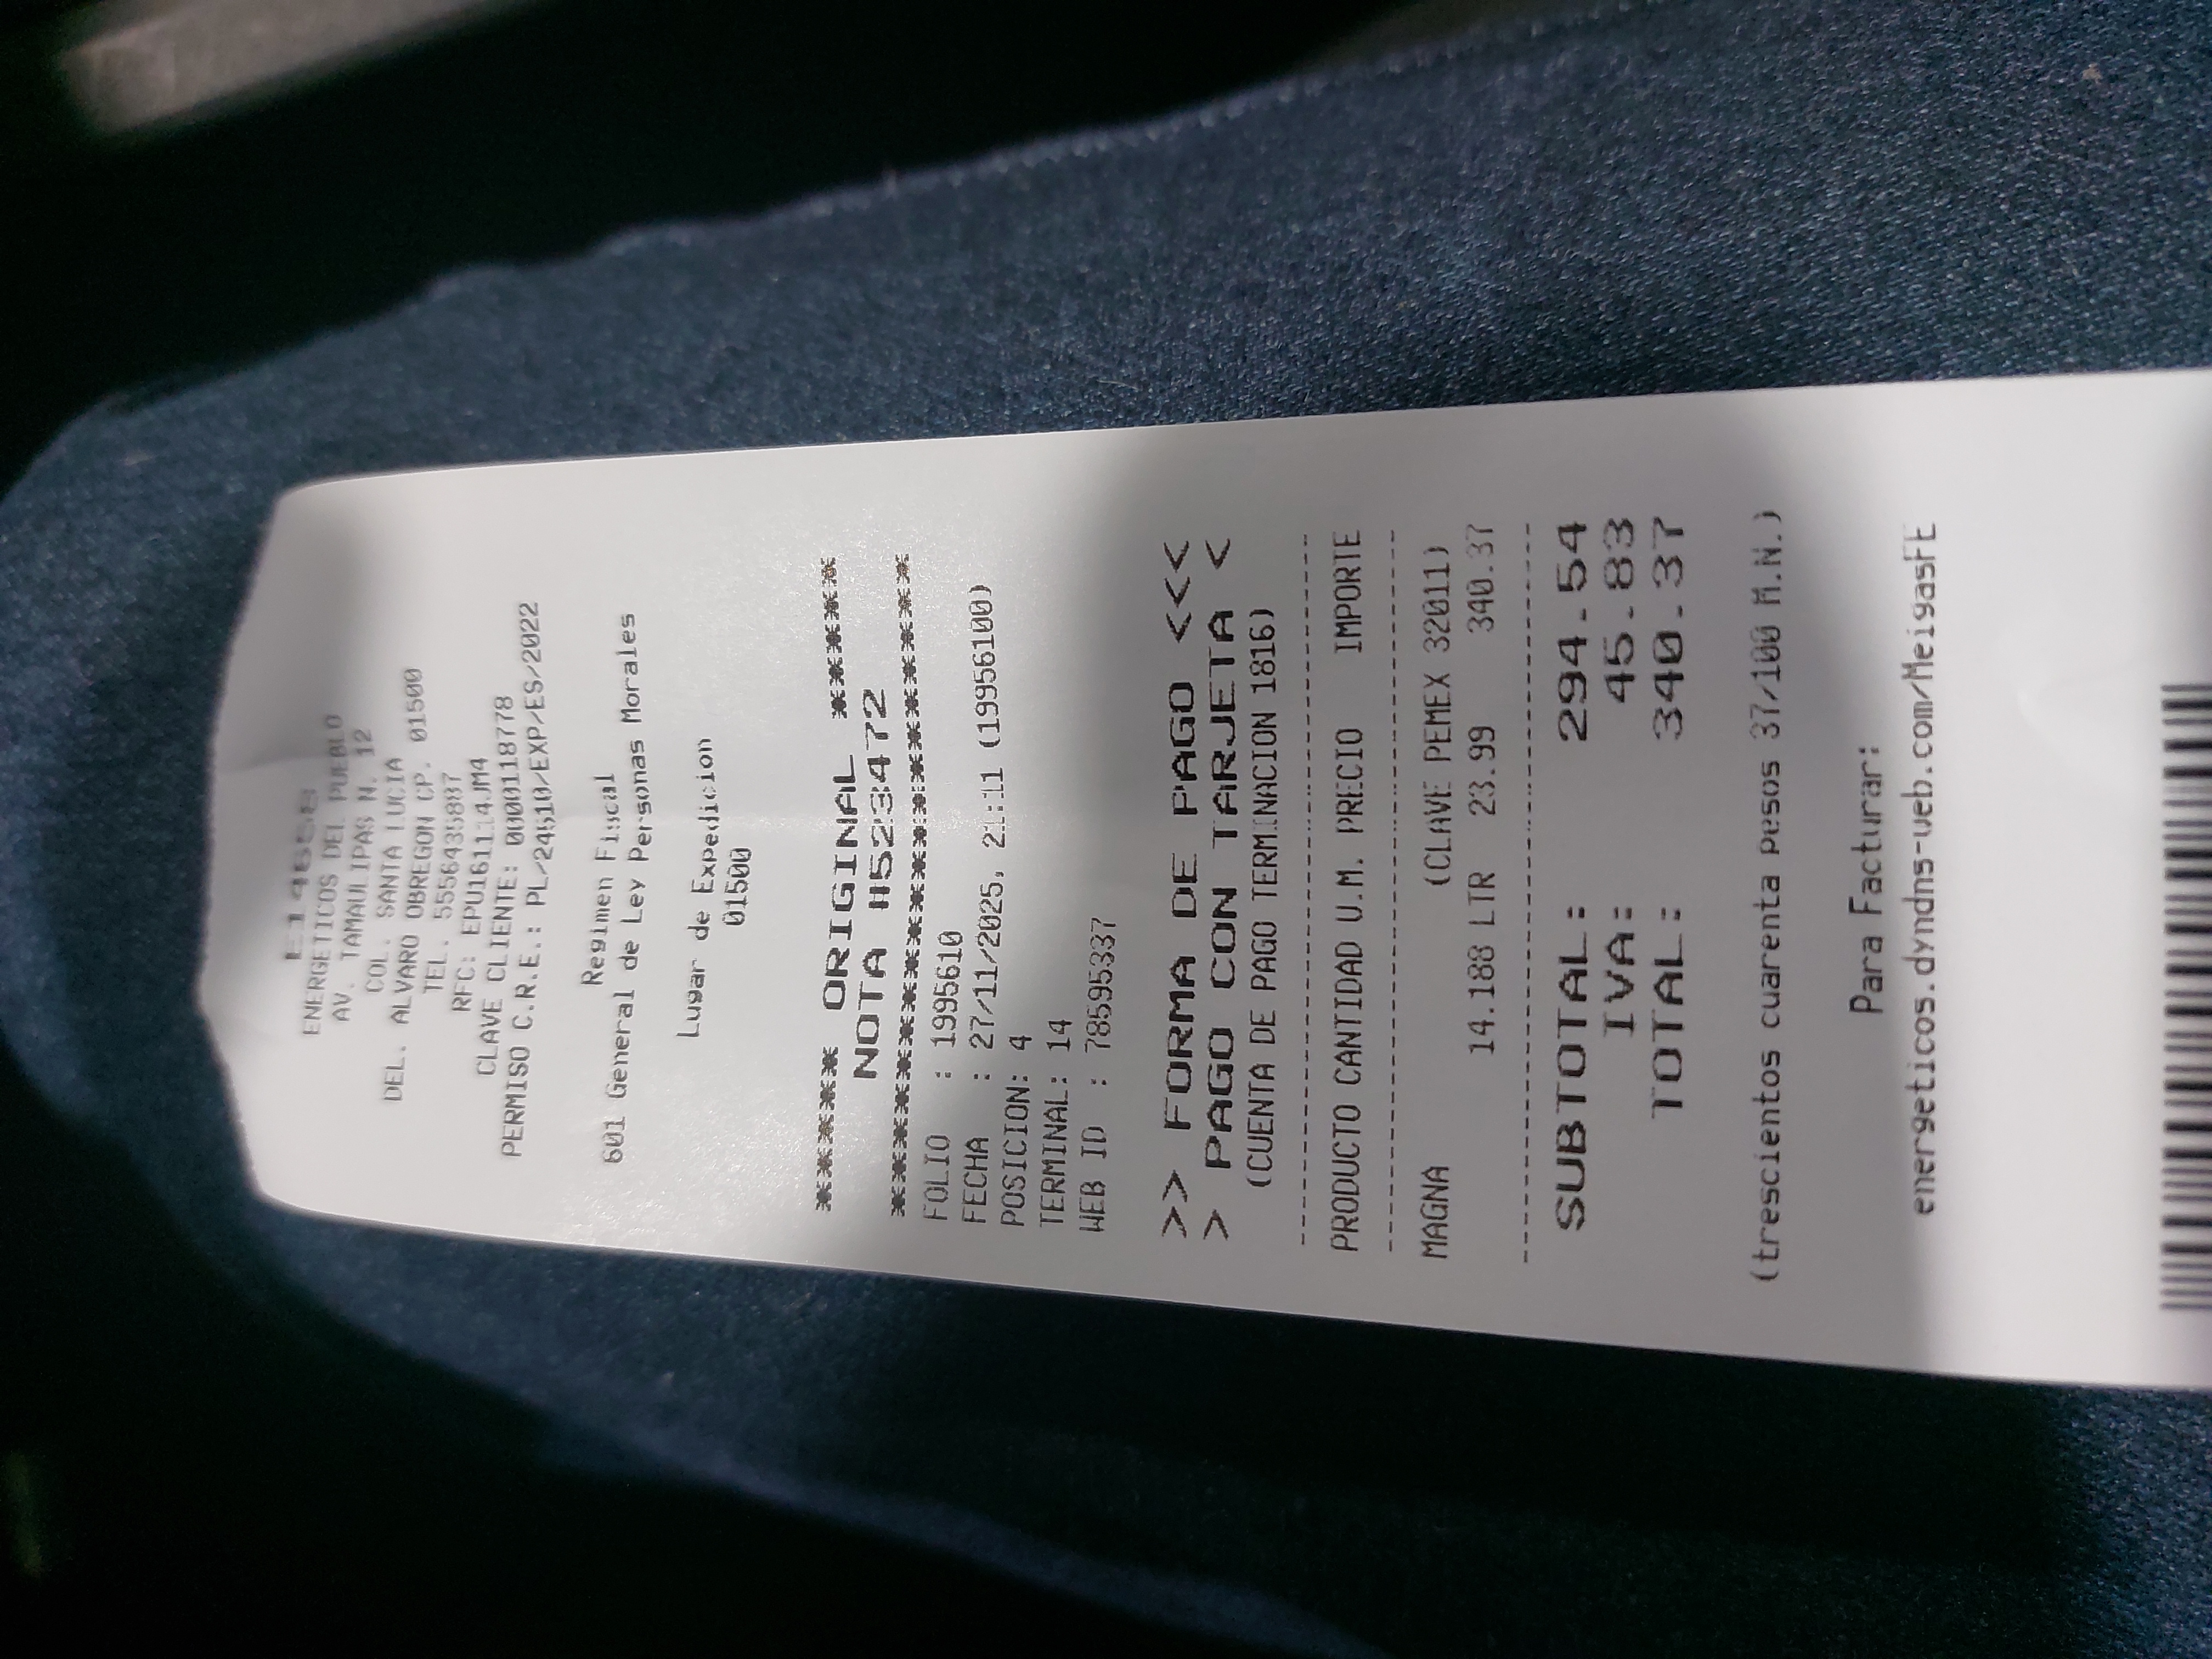 E14658
ENERGETICOS DEL PUEBLO
AV. TAMAULIPAS N. 12
COL. SANTA LUCIA
DEL. ALVARO OBREGON CP. 01500
TEL. 5556435887
RFC: EPU161114JM4
CLAVE CLIENTE: 0000118778
PERMISO C.R.E.: PL/24510/EXP/ES/2022
Regimen Fiscal
601 General de Ley Personas Morales
Lugar de Expedicion
01500
****** ORIGINAL ******
NOTA H5234472
*******************************
FOLIO : 1995610
FECHA : 27/11/2025, 21:11 (19956100)
POSICION: 4
TERMINAL: 14
WEB ID : 78595337
>> FORMA DE PAGO <<<
> PAGO CON TARJETA <
(CUENTA DE PAGO TERMINACION 1816)
PRODUCTO CANTIDAD U.M. PRECIO IMPORTE
MAGNA (CLAVE PEMEX 32011)
14.188 LTR 23.99 340.37
SUBTOTAL: 294.54
IVA: 45.83
TOTAL: 340.37
(trescientos cuarenta pesos 37/100 M.N.)
Para Facturar:
energeticos.dyndns-web.com/MeigasFE